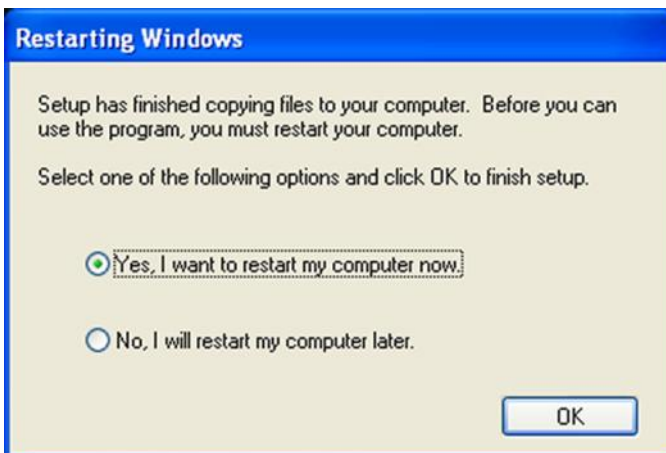 Restarting Windows
Setup has finished copying files to your computer.  Before you can
use the program, you must restart your computer.
Select one of the following options and click OK to finish setup.
Yes, I want to restart my computer now.
No, I will restart my computer later.
OK